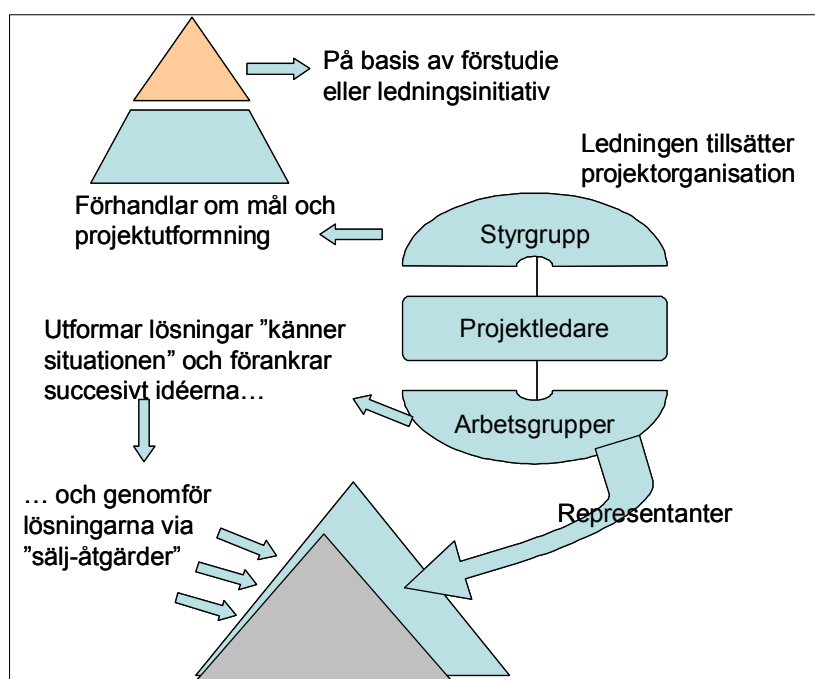 På basis av förstudie
eller ledningsinitiativ
Ledningen tillsätter
projektorganisation
Förhandlar om mål och
projektutformning
Styrgrupp
Projektledare
Utformar lösningar ”känner
situationen” och förankrar
succesivt idéerna…
Arbetsgrupper
… och genomför
lösningarna via
”sälj-åtgärder”
Representanter